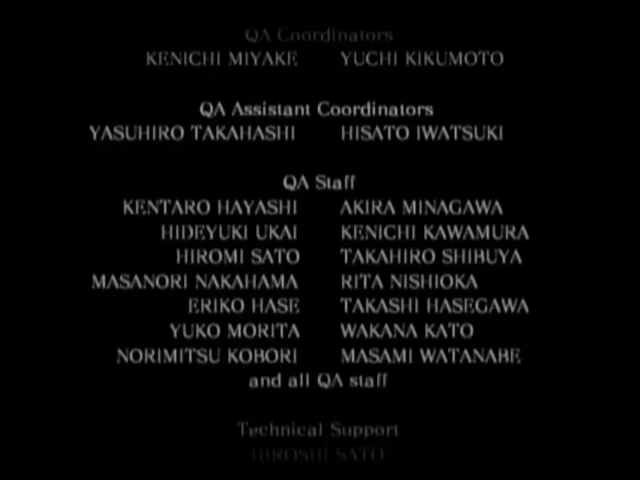 QA Coordinators
KENICHI MIYAKE YUCHI KIKUMOTO
QA Assistant Coordinators
YASUHIRO TAKAHASHI HISATO IWATSUKI
QA Staff
KENTARO HAYASHI AKIRA MINAGAWA
HIDEYUKI UKAI KENICHI KAWAMURA
HIROMI SATO TAKAHIRO SHIBUYA
MASANORI NAKAHAMA RITA NISHIOKA
ERIKO HASE TAKASHI HASEGAWA
YUKO MORITA WAKANA KATO
NORIMITSU KOBORI MASAMI WATANABE
and all QA staff
Technical Support
HIROSHI SATO